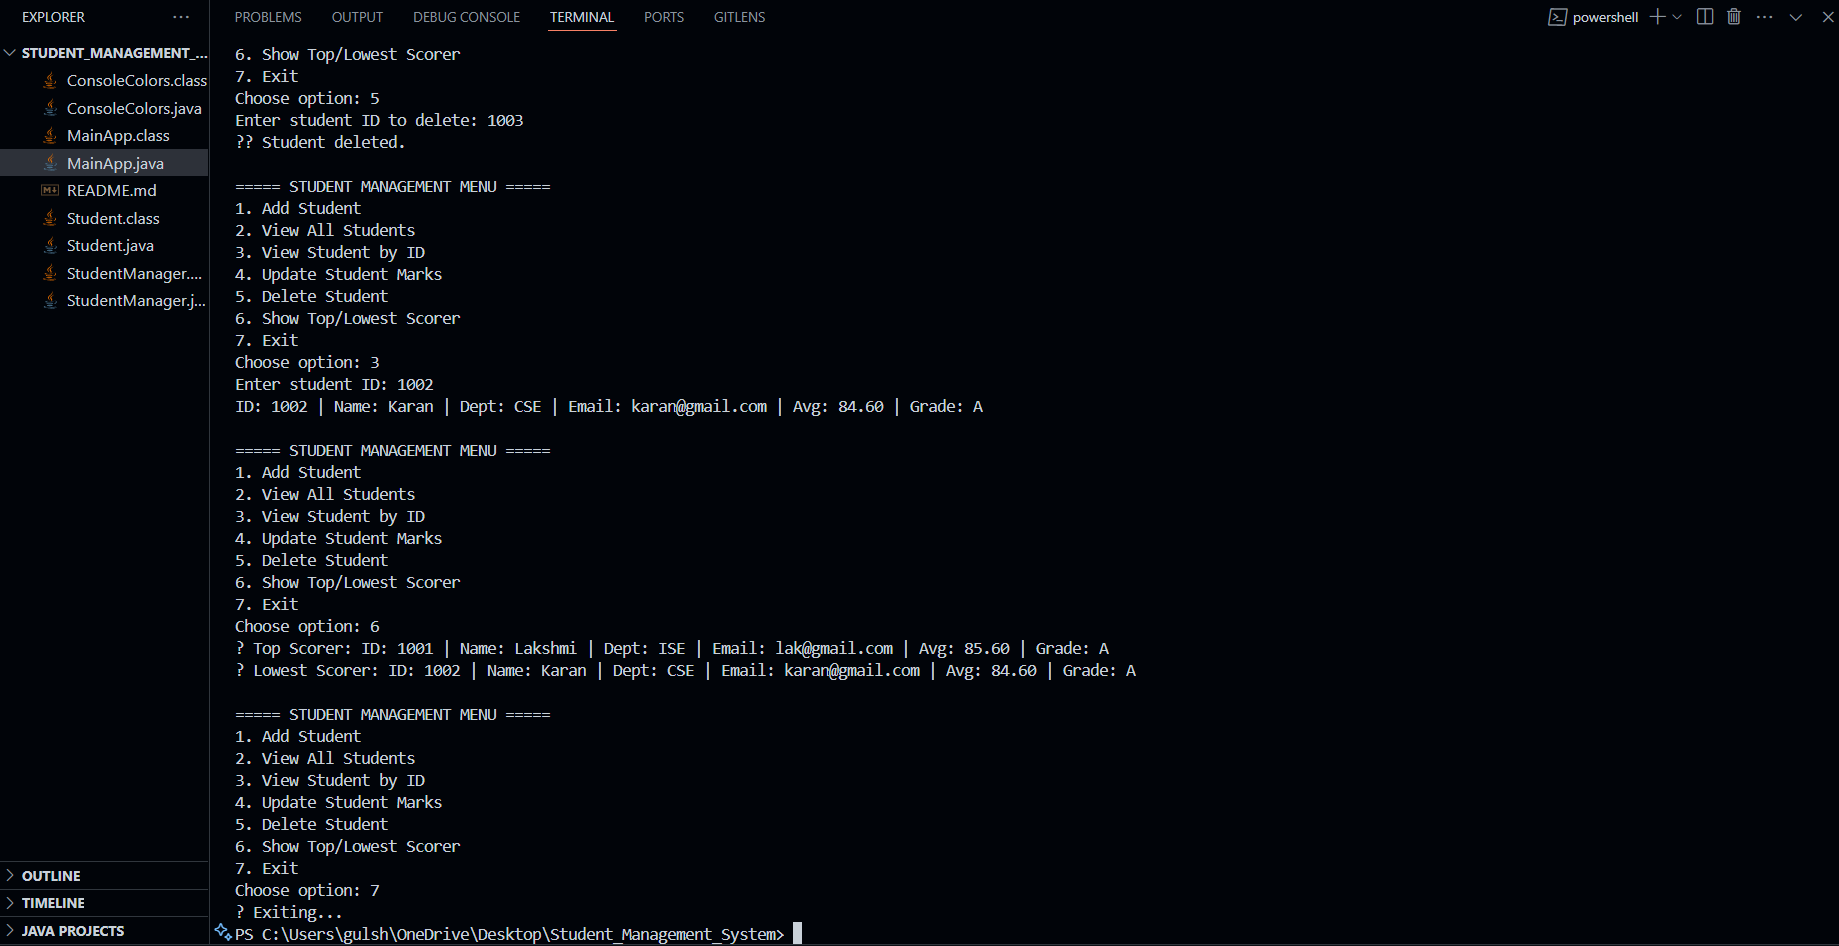 EXPLORER ···
STUDENT_MANAGEMENT_...
ConsoleColors.class
ConsoleColors.java
MainApp.class
MainApp.java
README.md
Student.class
Student.java
StudentManager....
StudentManager.j...
OUTLINE
TIMELINE
JAVA PROJECTS
PROBLEMS OUTPUT DEBUG CONSOLE TERMINAL PORTS GITLENS
powershell
6. Show Top/Lowest Scorer
7. Exit
Choose option: 5
Enter student ID to delete: 1003
?? Student deleted.
===== STUDENT MANAGEMENT MENU =====
1. Add Student
2. View All Students
3. View Student by ID
4. Update Student Marks
5. Delete Student
6. Show Top/Lowest Scorer
7. Exit
Choose option: 3
Enter student ID: 1002
ID: 1002 | Name: Karan | Dept: CSE | Email: karan@gmail.com | Avg: 84.60 | Grade: A
===== STUDENT MANAGEMENT MENU =====
1. Add Student
2. View All Students
3. View Student by ID
4. Update Student Marks
5. Delete Student
6. Show Top/Lowest Scorer
7. Exit
Choose option: 6
? Top Scorer: ID: 1001 | Name: Lakshmi | Dept: ISE | Email: lak@gmail.com | Avg: 85.60 | Grade: A
? Lowest Scorer: ID: 1002 | Name: Karan | Dept: CSE | Email: karan@gmail.com | Avg: 84.60 | Grade: A
===== STUDENT MANAGEMENT MENU =====
1. Add Student
2. View All Students
3. View Student by ID
4. Update Student Marks
5. Delete Student
6. Show Top/Lowest Scorer
7. Exit
Choose option: 7
? Exiting...
PS C:\Users\gulsh\OneDrive\Desktop\Student_Management_System>